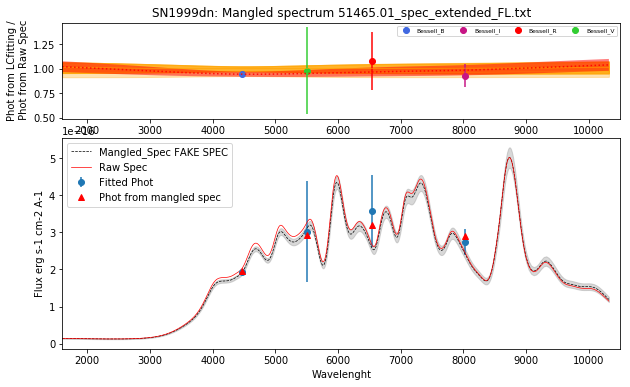 SN1999dn: Mangled spectrum 51465.01_spec_extended_FL.txt
Phot from LCfitting /
Phot from Raw Spec
1.25
1.00
0.75
0.50
Bessell_B
Bessell_I
Bessell_R
Bessell_V
2000 3000 4000 5000 6000 7000 8000 9000 10000
1e−16
Flux erg s-1 cm-2 A-1
5
4
3
2
1
0
Mangled_Spec FAKE SPEC
Raw Spec
Fitted Phot
Phot from mangled spec
2000 3000 4000 5000 6000 7000 8000 9000 10000
Wavelenght